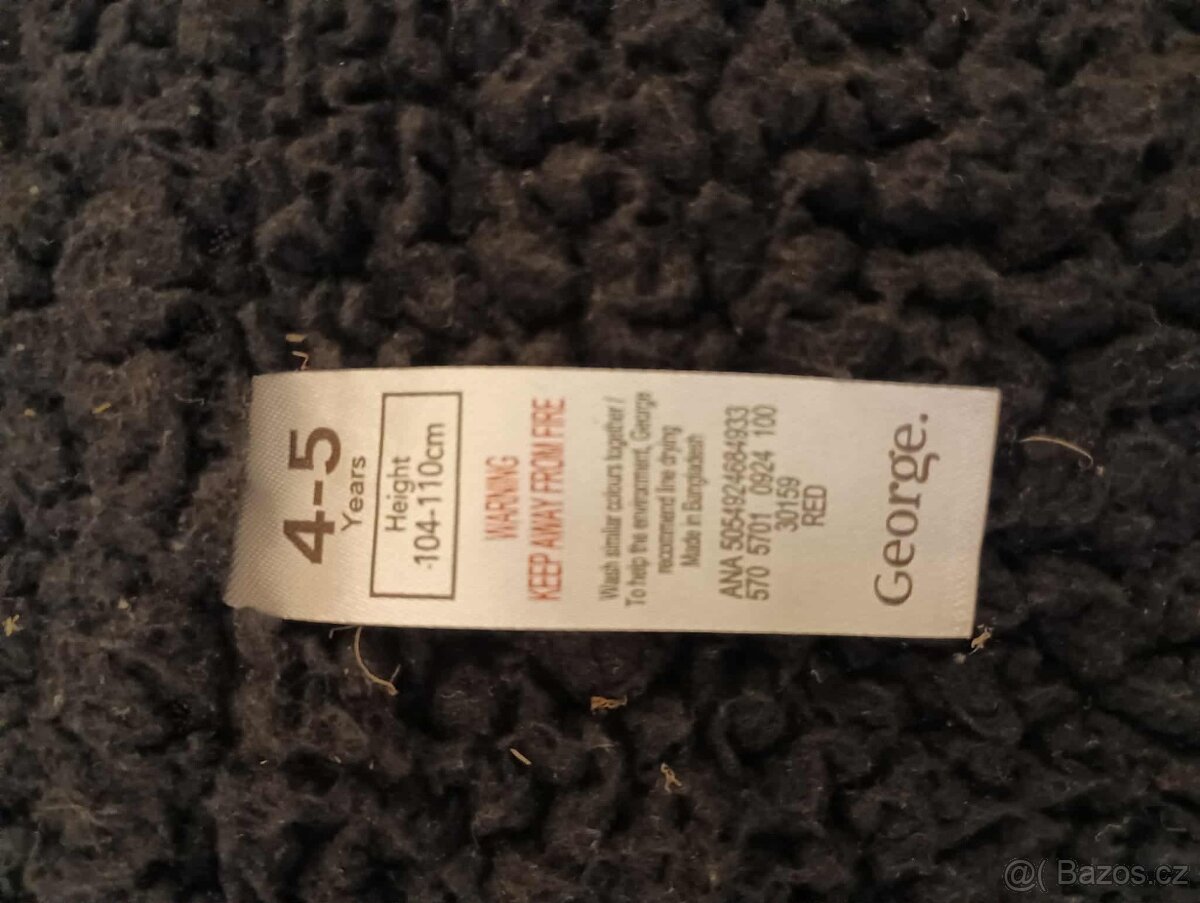 4-5
Years
Height
-104-110cm
WARNING
KEEP AWAY FROM FIRE
Wash similar colours together /
To help the environment, George
recommend line drying
Made in Bangladesh
ANA 5054924684933
570 5701 0924 100
30159
RED
George.
@( Bazos.cz